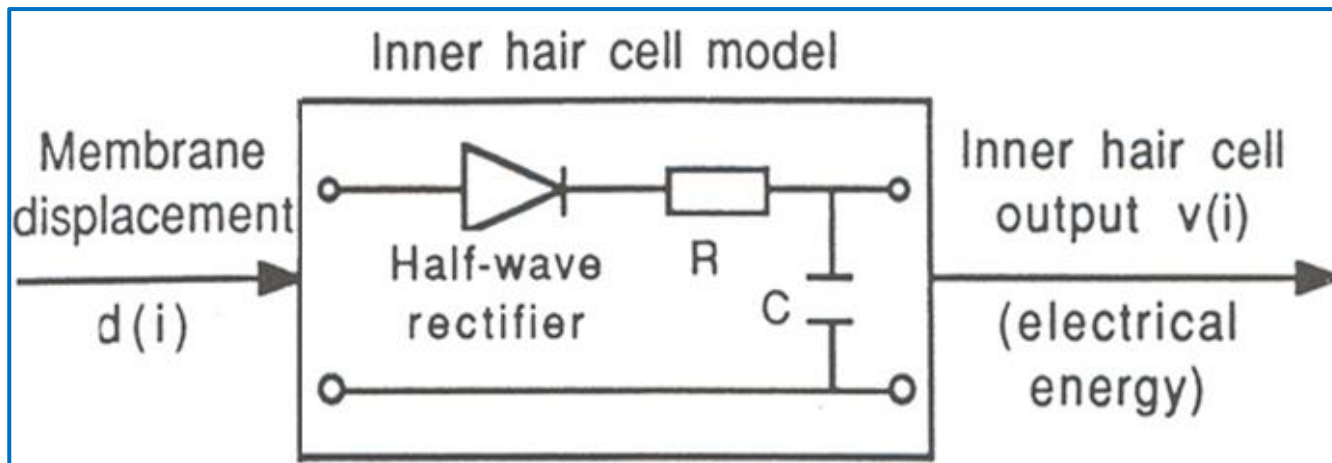 Inner hair cell model
Membrane
displacement
d(i)
Half-wave
rectifier
R
C
Inner hair cell
output v(i)
(electrical
energy)